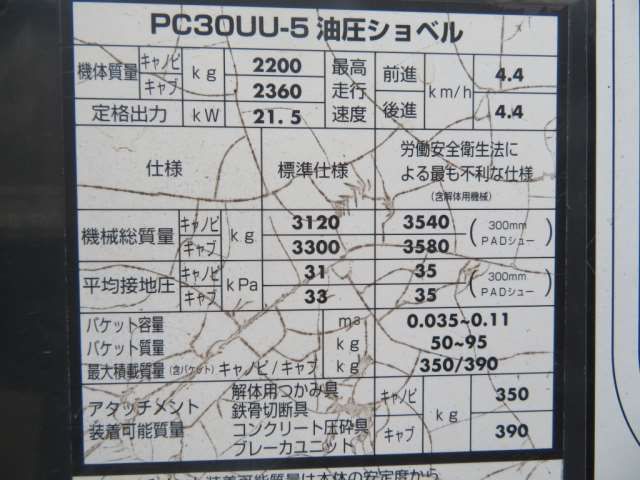 PC30UU-5 油圧ショベル
機体質量 キャノピ kg 2200 最高走行速度 前進 km/h 4.4
キャブ 2360
定格出力 kW 21.5 後進 4.4
仕様 標準仕様 労働安全衛生法に
よる最も不利な仕様
(含解体用機械)
機械総質量 キャノピ kg 3120 3540 (300mm
キャブ 3300 3580 PADシュー)
平均接地圧 キャノピ kPa 31 35 (300mm
キャブ 33 35 PADシュー)
バケット容量 m³ 0.035~0.11
バケット質量 kg 50~95
最大積載質量(含バケット)キャノピ/キャブ kg 350/390
アタッチメント装着可能質量 解体用つかみ具 キャノピ kg 350
鉄骨切断具
コンクリート圧砕具 キャブ 390
ブレーカユニット
装着可能質量は本体の安定度から